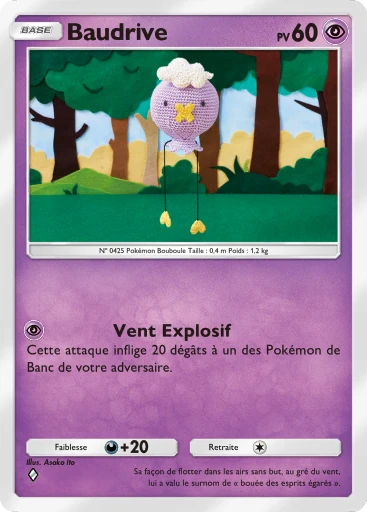 BASE Baudrive PV 60
N° 0425 Pokémon Bouboule Taille : 0,4 m Poids : 1,2 kg
Vent Explosif
Cette attaque inflige 20 dégâts à un des Pokémon de
Banc de votre adversaire.
Faiblesse +20 Retraite
Illus. Asako Ito
Sa façon de flotter dans les airs sans but, au gré du vent,
lui a valu le surnom de « bouée des esprits égarés ».